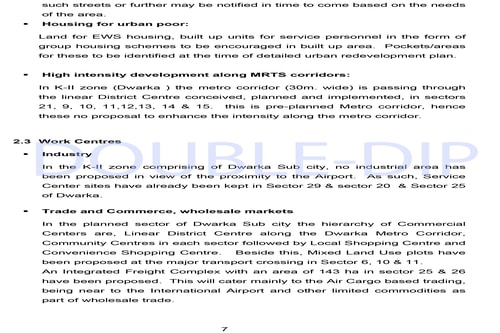 such streets or further may be notified in time to come based on the needs
of the area.
• Housing for urban poor:
Land for EWS housing, built up units for service personnel in the form of
group housing schemes to be encouraged in built up area. Pockets/areas
for these to be identified at the time of detailed urban redevelopment plan.
• High intensity development along MRTS corridors:
In K-II zone (Dwarka ) the metro corridor (30m. wide) is passing through
the linear District Centre conceived, planned and implemented, in sectors
21, 9, 10, 11,12,13, 14 & 15. this is pre-planned Metro corridor, hence
these no proposal to enhance the intensity along the metro corridor.
2.3 Work Centres
• Industry
In the K-II zone comprising of Dwarka Sub city, no industrial area has
been proposed in view of the proximity to the Airport. As such, Service
Center sites have already been kept in Sector 29 & sector 20 & Sector 25
of Dwarka.
• Trade and Commerce, wholesale markets
In the planned sector of Dwarka Sub city the hierarchy of Commercial
Centers are, Linear District Centre along the Dwarka Metro Corridor,
Community Centres in each sector followed by Local Shopping Centre and
Convenience Shopping Centre. Beside this, Mixed Land Use plots have
been proposed at the major transport crossing in Sector 6, 10 & 11.
An Integrated Freight Complex with an area of 143 ha in sector 25 & 26
have been proposed. This will cater mainly to the Air Cargo based trading,
being near to the International Airport and other limited commodities as
part of wholesale trade.
DOUBLE-DIP
7